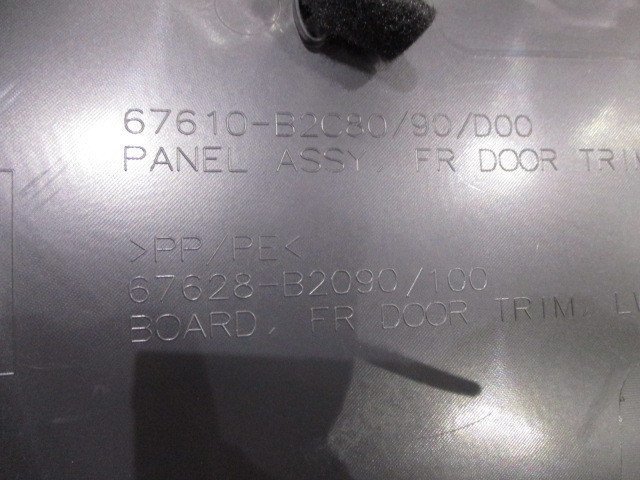 67610-B2C80/90/D00
PANEL ASSY, FR DOOR TRIM
>PP/PE<
67628-B2090/100
BOARD, FR DOOR TRIM,